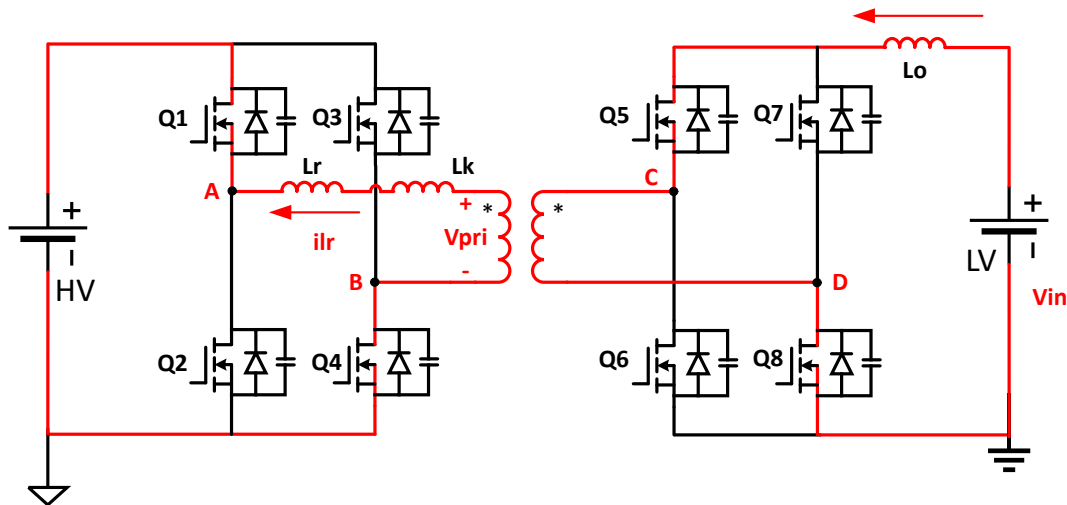 Lo
Q1
Q3
Q5
Q7
Lr
Lk
A
C
+
*
*
+
+
ilr
Vpri
-
B
D
−
HV
−
LV
Vin
Q2
Q4
Q6
Q8